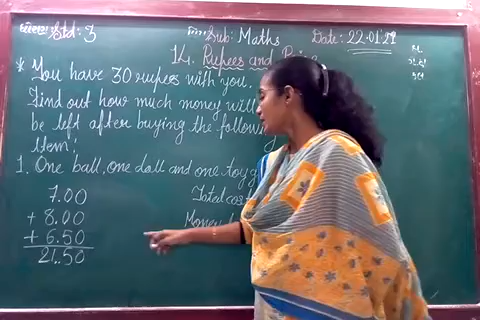 Std: 3
Sub: Maths
Date: 22.01.21
14. Rupees and
* You have 30 rupees with you.
Find out how much money will
be left after buying the following
item:
1. One ball, one doll and one toy
7.00
+ 8.00
+ 6.50
21.50
Money